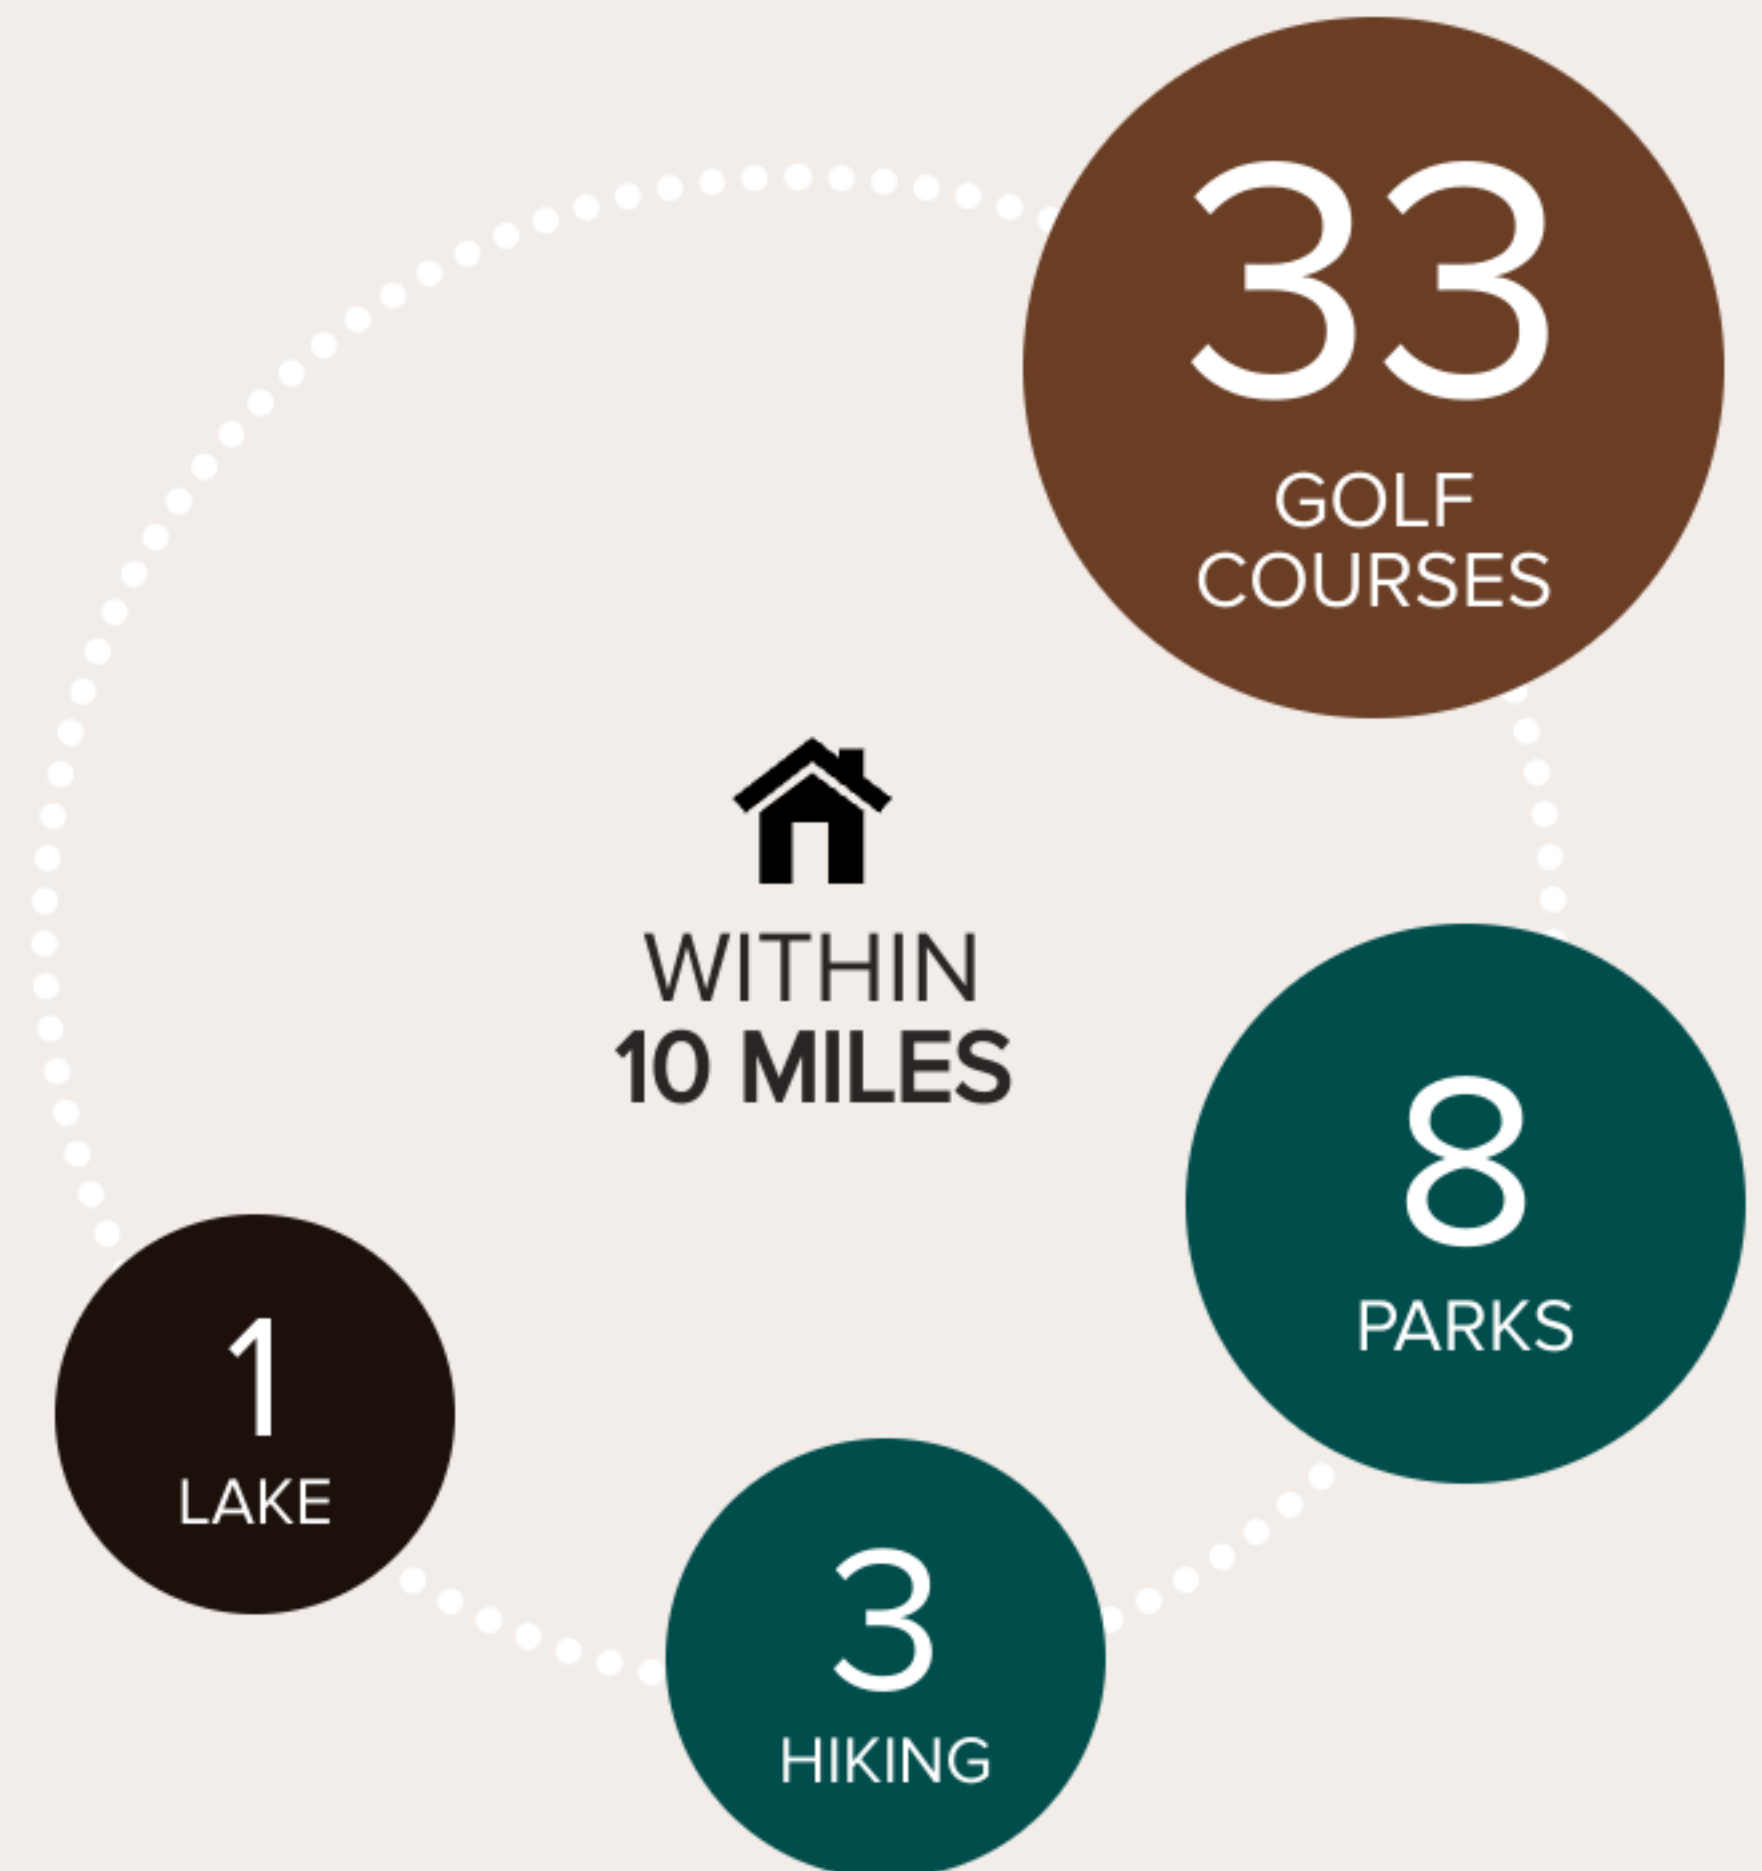 33
GOLF
COURSES
WITHIN
10 MILES
8
PARKS
1
LAKE
3
HIKING